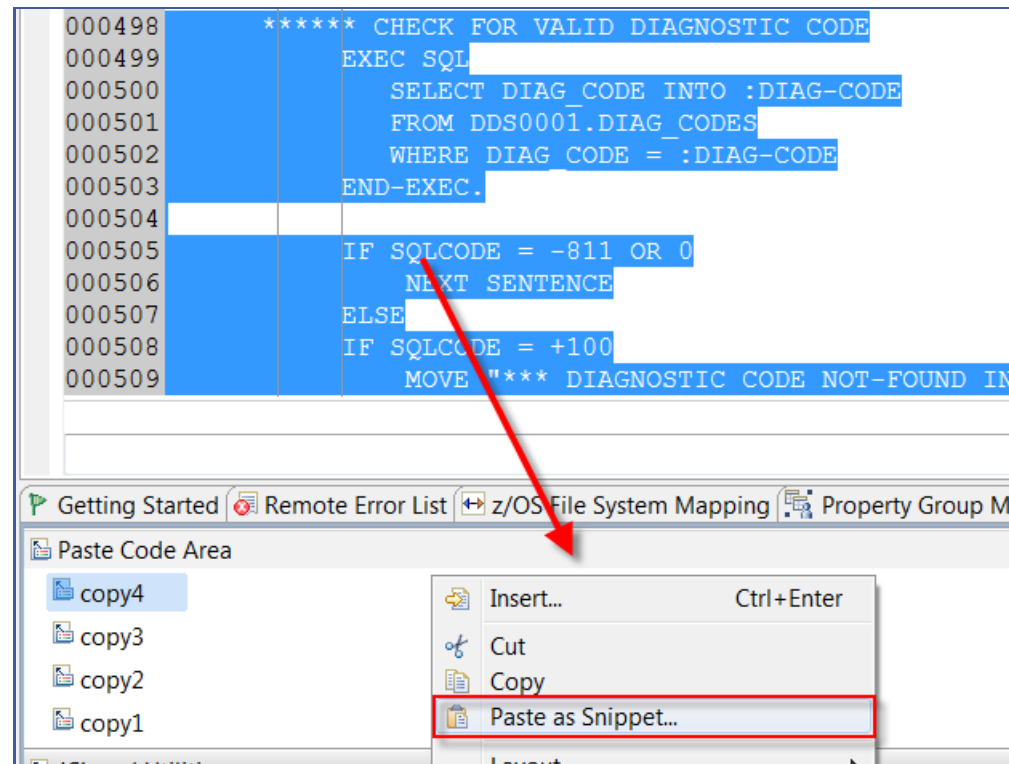 000498 ****** CHECK FOR VALID DIAGNOSTIC CODE
000499 EXEC SQL
000500 SELECT DIAG_CODE INTO :DIAG-CODE
000501 FROM DDS0001.DIAG_CODES
000502 WHERE DIAG_CODE = :DIAG-CODE
000503 END-EXEC.
000504
000505 IF SQLCODE = -811 OR 0
000506 NEXT SENTENCE
000507 ELSE
000508 IF SQLCODE = +100
000509 MOVE "*** DIAGNOSTIC CODE NOT-FOUND IN
Getting Started Remote Error List z/OS File System Mapping Property Group M
Paste Code Area
copy4
copy3
copy2
copy1
Insert... Ctrl+Enter
Cut
Copy
Paste as Snippet...
Layout